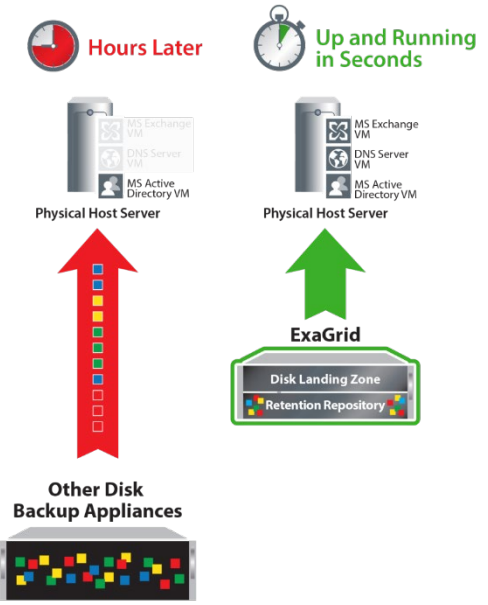 Hours Later
Up and Running
in Seconds
MS Exchange
VM
DNS Server
VM
MS Active
Directory VM
Physical Host Server
MS Exchange
VM
DNS Server
VM
MS Active
Directory VM
Physical Host Server
ExaGrid
Disk Landing Zone
Retention Repository
Other Disk
Backup Appliances